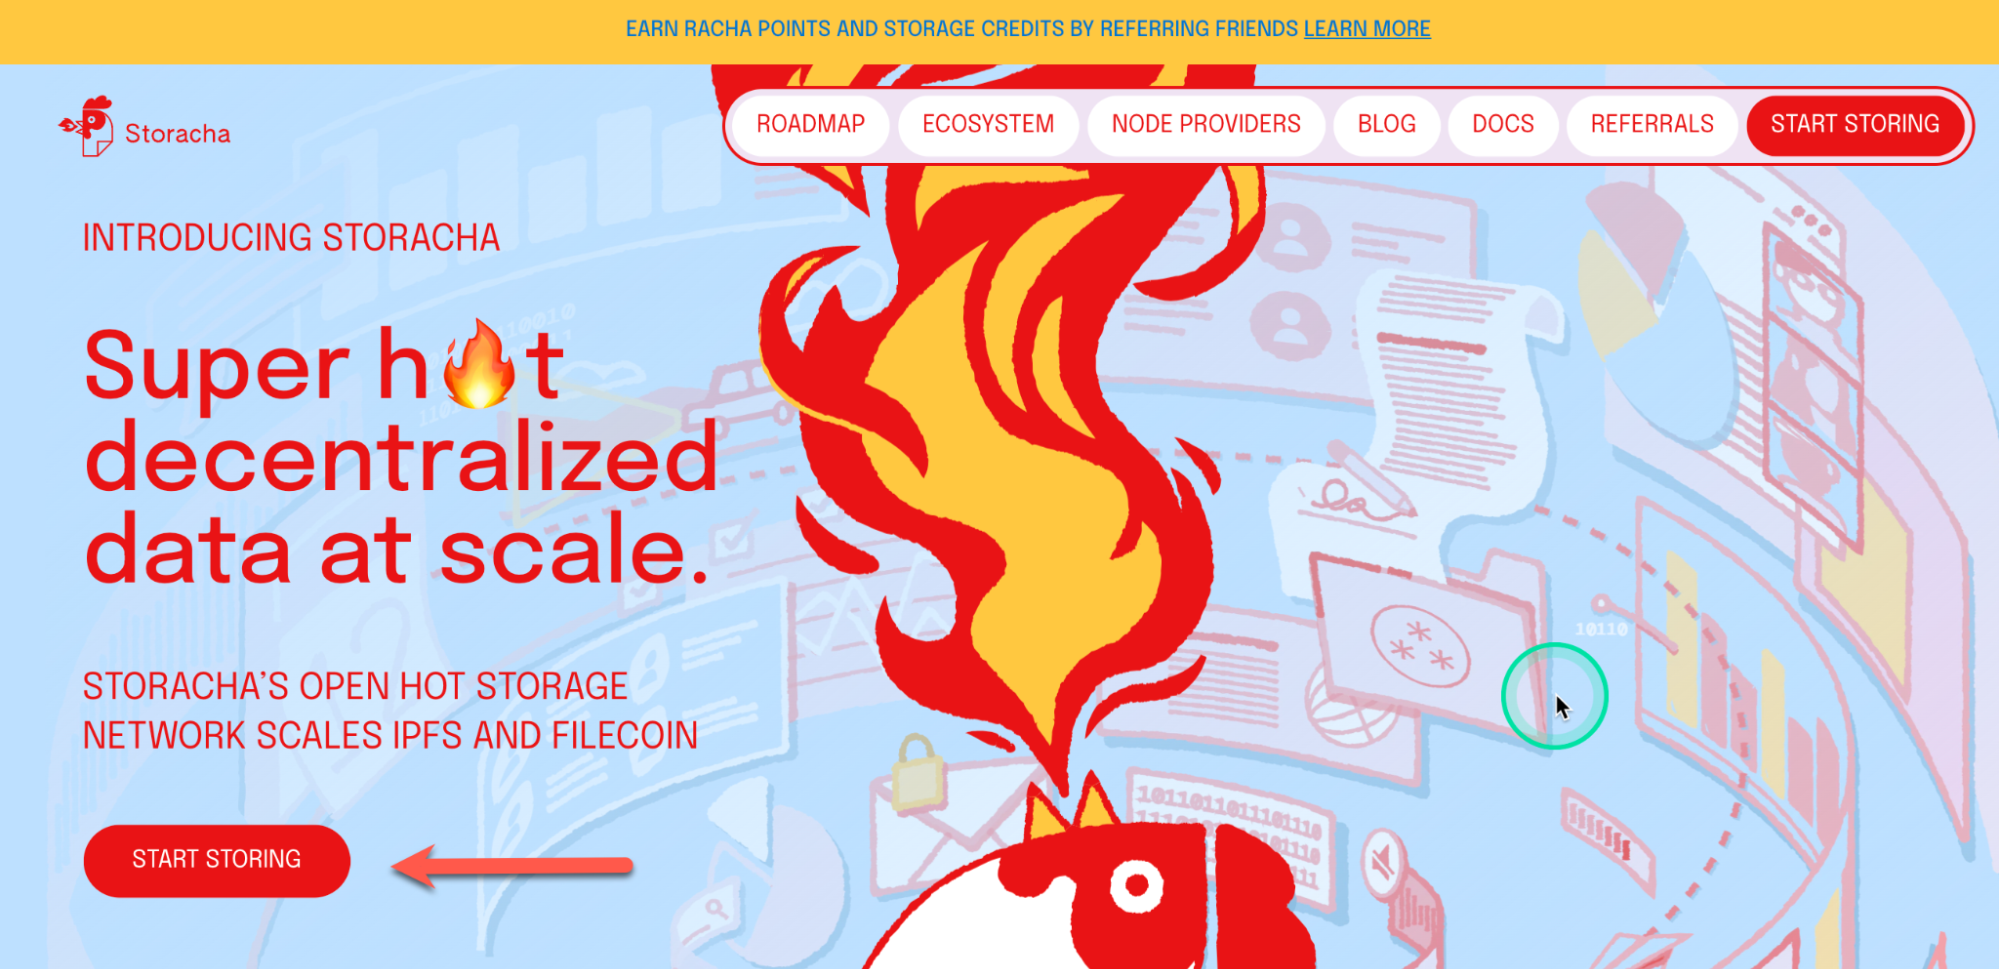 EARN RACHA POINTS AND STORAGE CREDITS BY REFERRING FRIENDS LEARN MORE
Storacha
ROADMAP ECOSYSTEM NODE PROVIDERS BLOG DOCS REFERRALS START STORING
INTRODUCING STORACHA
Super h🔥t
decentralized
data at scale.
STORACHA’S OPEN HOT STORAGE
NETWORK SCALES IPFS AND FILECOIN
START STORING
10110